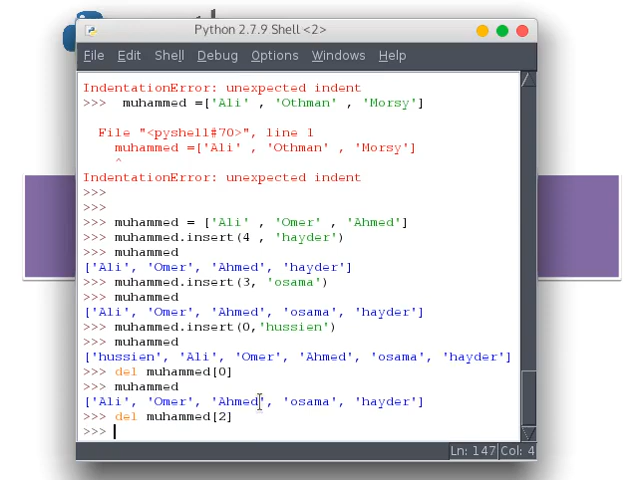 Python 2.7.9 Shell <2>
File Edit Shell Debug Options Windows Help
IndentationError: unexpected indent
>>>  muhammed =['Ali' , 'Othman' , 'Morsy']
  File "<pyshell#70>", line 1
    muhammed =['Ali' , 'Othman' , 'Morsy']
    ^
IndentationError: unexpected indent
>>>
>>>
>>> muhammed = ['Ali' , 'Omer' , 'Ahmed']
>>> muhammed.insert(4 , 'hayder')
>>> muhammed
['Ali', 'Omer', 'Ahmed', 'hayder']
>>> muhammed.insert(3, 'osama')
>>> muhammed
['Ali', 'Omer', 'Ahmed', 'osama', 'hayder']
>>> muhammed.insert(0,'hussien')
>>> muhammed
['hussien', 'Ali', 'Omer', 'Ahmed', 'osama', 'hayder']
>>> del muhammed[0]
>>> muhammed
['Ali', 'Omer', 'Ahmed', 'osama', 'hayder']
>>> del muhammed[2]
>>>
Ln: 147 Col: 4